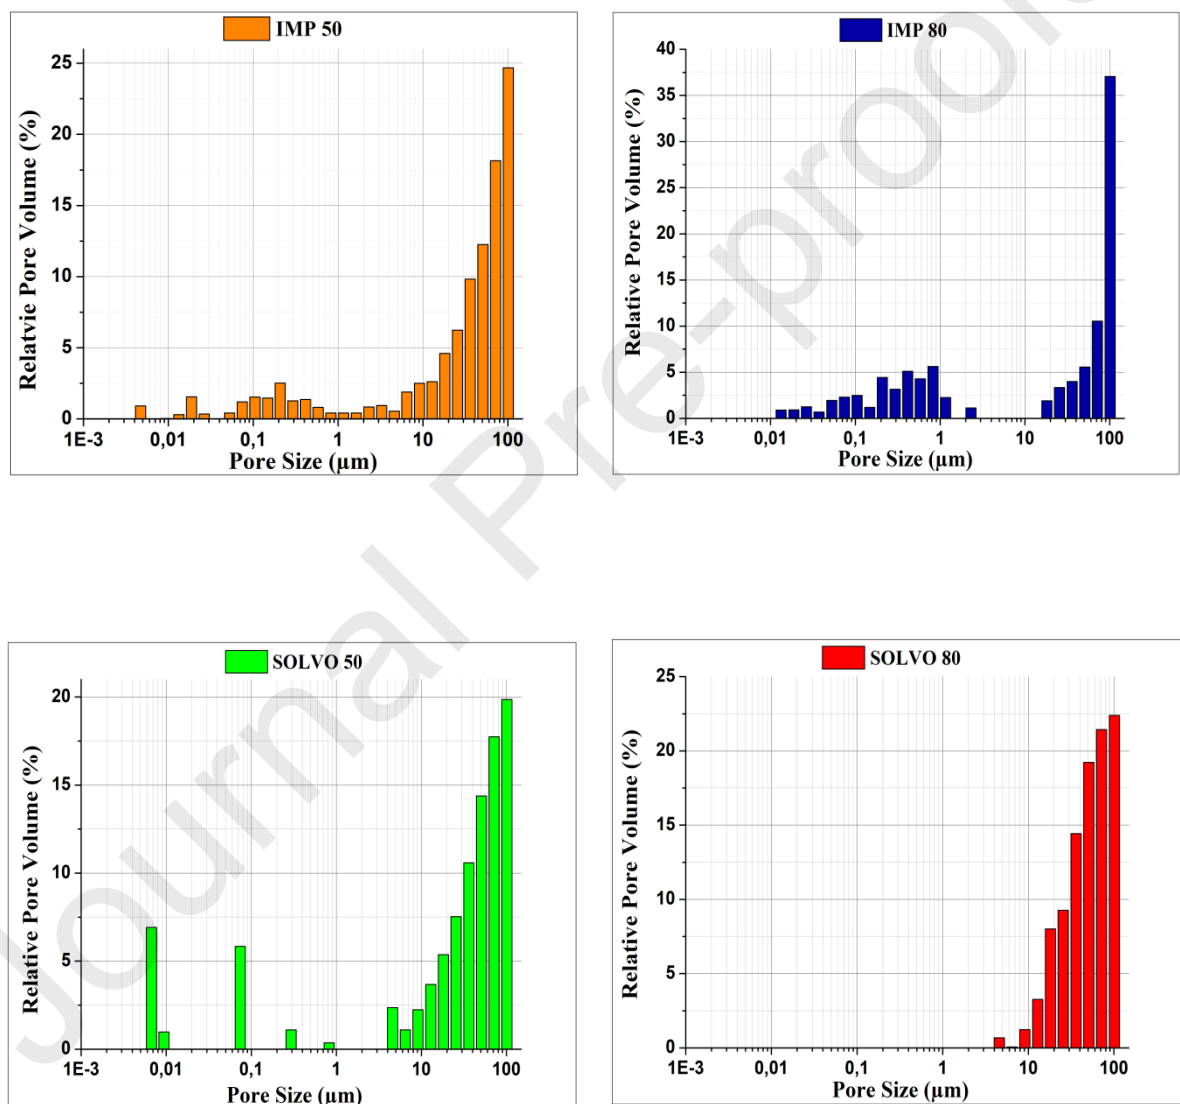 IMP 50
25
20
15
10
5
0
Relatvie Pore Volume (%)
1E-3 0,01 0,1 1 10 100
Pore Size (µm)
IMP 80
40
35
30
25
20
15
10
5
0
Relative Pore Volume (%)
1E-3 0,01 0,1 1 10 100
Pore Size (µm)
SOLVO 50
20
15
10
5
0
Relative Pore Volume (%)
1E-3 0,01 0,1 1 10 100
Pore Size (µm)
SOLVO 80
25
20
15
10
5
0
Relative Pore Volume (%)
1E-3 0,01 0,1 1 10 100
Pore Size (µm)
Journal Pre-proof